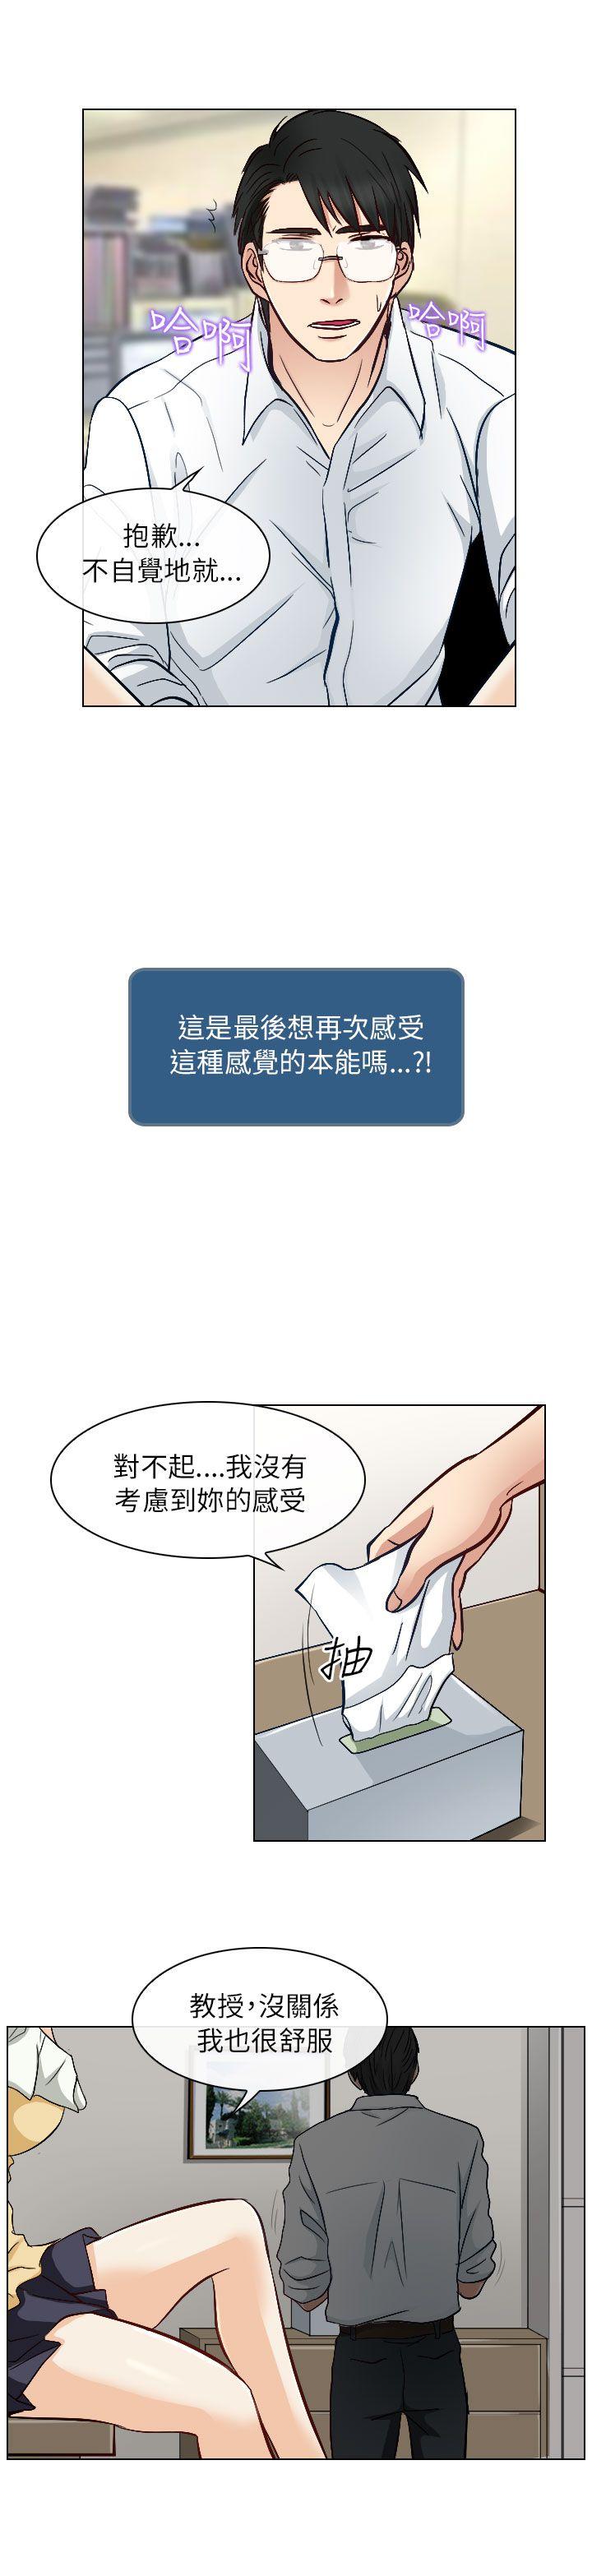 哈啊
哈啊
抱歉...
不自覺地就...
這是最後想再次感受
這種感覺的本能嗎...?!
對不起....我沒有
考慮到妳的感受
抽
教授,沒關係
我也很舒服